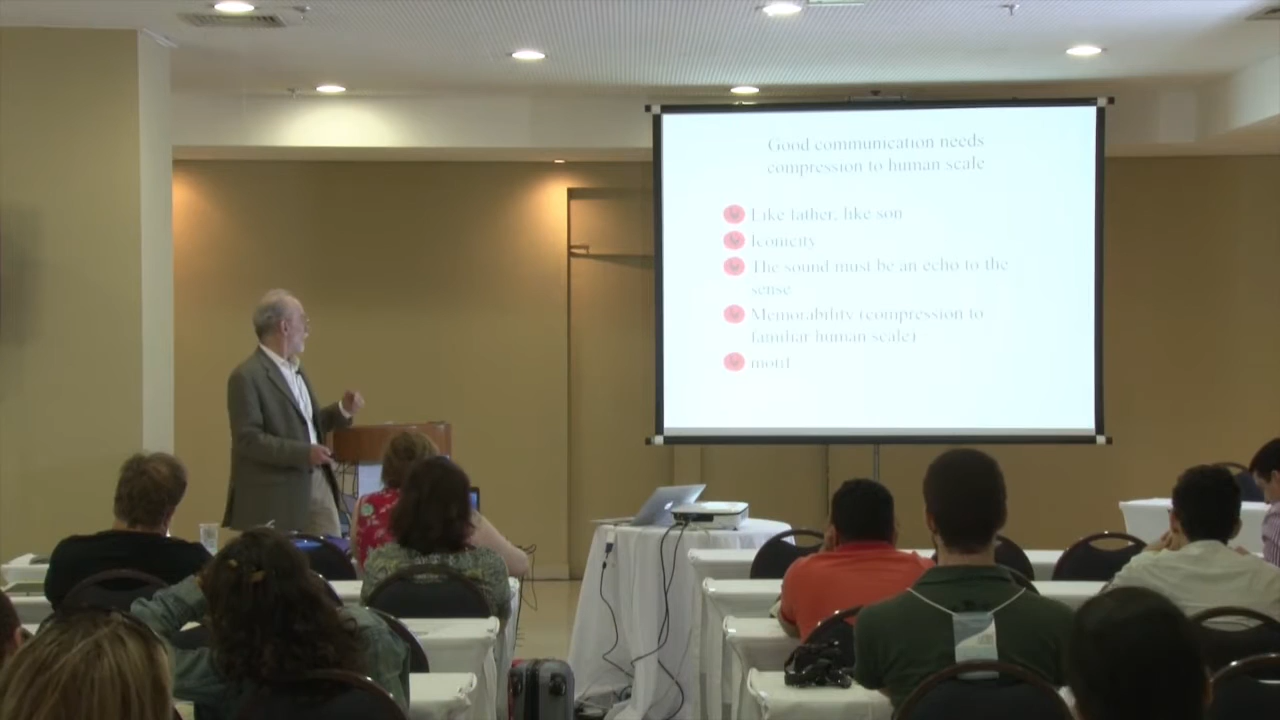 Good communication needs
compression to human scale
Like father, like son
Iconicity
The sound must be an echo to the
sense
Memorability (compression to
familiar human scale)
motif